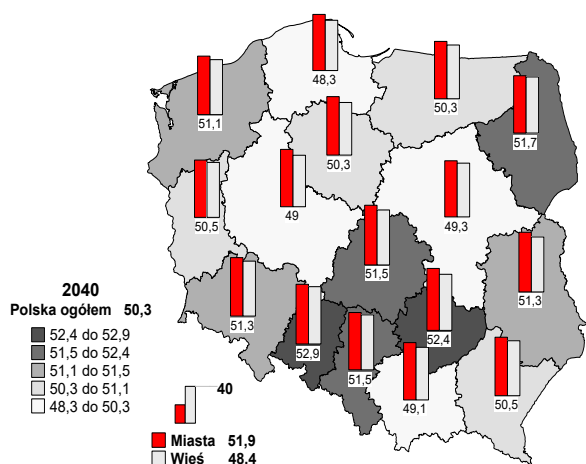 48,3
50,3
51,1
51,7
50,3
50,5
49
49,3
51,5
51,3
51,3
52,9
52,4
51,5
49,1
50,5
2040
Polska ogółem 50,3
52,4 do 52,9
51,5 do 52,4
51,1 do 51,5
50,3 do 51,1
48,3 do 50,3
40
Miasta 51,9
Wieś 48,4